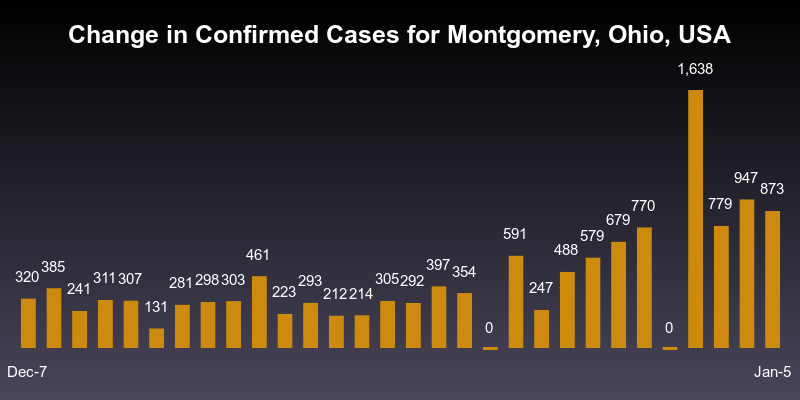 Change in Confirmed Cases for Montgomery, Ohio, USA
320 385 241 311 307 131 281 298 303 461 223 293 212 214 305 292 397 354 0 591 247 488 579 679 770 0 1,638 779 947 873
Dec-7 Jan-5